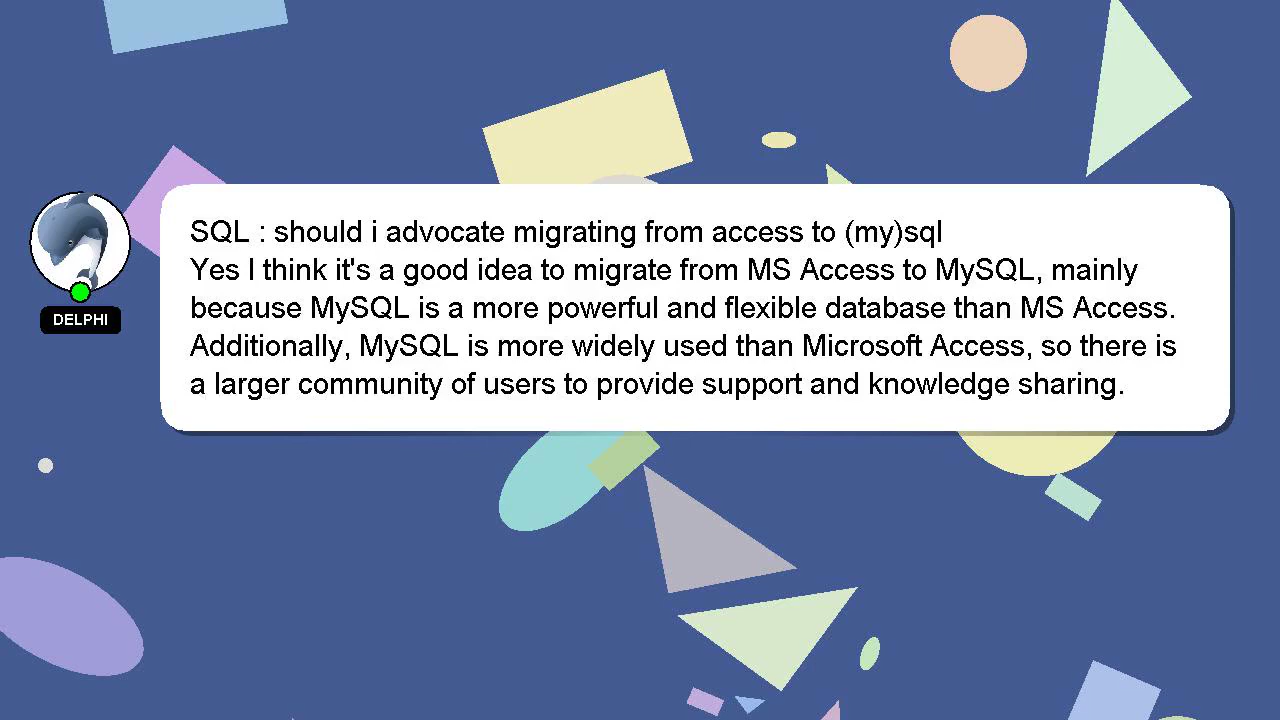 SQL : should i advocate migrating from access to (my)sql
Yes I think it's a good idea to migrate from MS Access to MySQL, mainly
because MySQL is a more powerful and flexible database than MS Access.
Additionally, MySQL is more widely used than Microsoft Access, so there is
a larger community of users to provide support and knowledge sharing.
DELPHI